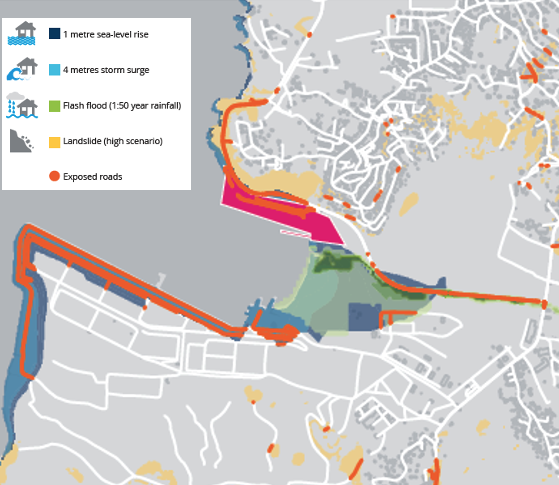 1 metre sea-level rise
4 metres storm surge
Flash flood (1:50 year rainfall)
Landslide (high scenario)
Exposed roads